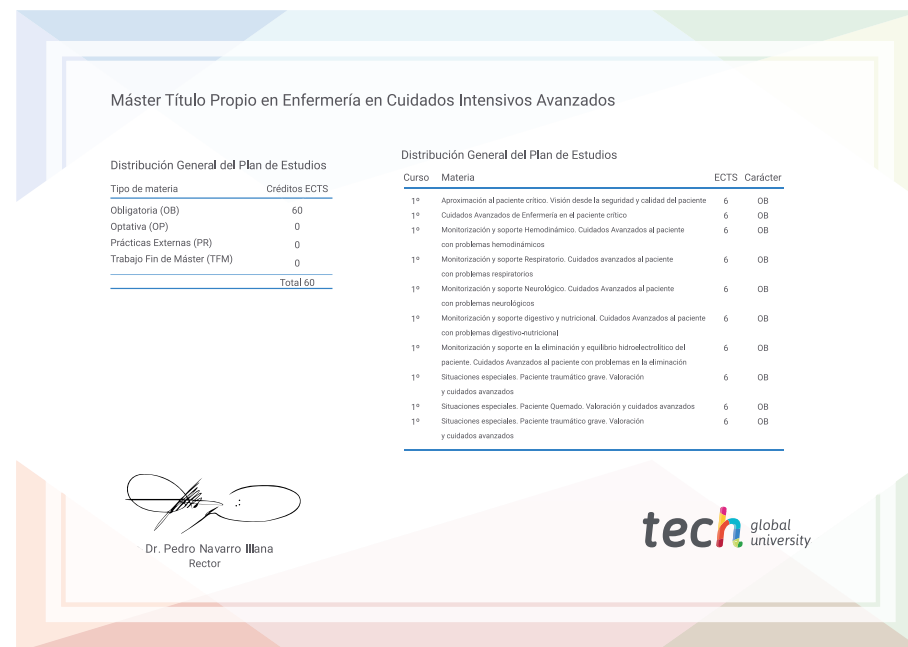 Máster Título Propio en Enfermería en Cuidados Intensivos Avanzados
Distribución General del Plan de Estudios
Tipo de materia Créditos ECTS
Obligatoria (OB) 60
Optativa (OP) 0
Prácticas Externas (PR) 0
Trabajo Fin de Máster (TFM) 0
Total 60
Distribución General del Plan de Estudios
Curso Materia ECTS Carácter
1º Aproximación al paciente crítico. Visión desde la seguridad y calidad del paciente 6 OB
1º Cuidados Avanzados de Enfermería en el paciente crítico 6 OB
1º Monitorización y soporte Hemodinámico. Cuidados Avanzados al paciente 6 OB
con problemas hemodinámicos
1º Monitorización y soporte Respiratorio. Cuidados avanzados al paciente 6 OB
con problemas respiratorios
1º Monitorización y soporte Neurológico. Cuidados Avanzados al paciente 6 OB
con problemas neurológicos
1º Monitorización y soporte digestivo y nutricional. Cuidados Avanzados al paciente 6 OB
con problemas digestivo-nutricional
1º Monitorización y soporte en la eliminación y equilibrio hidroelectrolítico del 6 OB
paciente. Cuidados Avanzados al paciente con problemas en la eliminación
1º Situaciones especiales. Paciente traumático grave. Valoración 6 OB
y cuidados avanzados
1º Situaciones especiales. Paciente Quemado. Valoración y cuidados avanzados 6 OB
1º Situaciones especiales. Paciente traumático grave. Valoración 6 OB
y cuidados avanzados
Dr. Pedro Navarro Illana
Rector
tech global
university